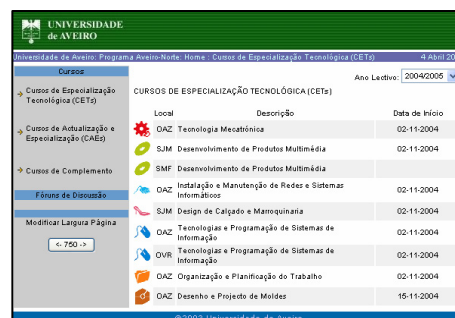 UNIVERSIDADE
de AVEIRO
Universidade de Aveiro: Programa Aveiro-Norte: Home : Cursos de Especialização Tecnológica (CETs)
4 Abril 20
Cursos
Cursos de Especialização
Tecnológica (CETs)
Cursos de Actualização e
Especialização (CAEs)
Cursos de Complemento
Fóruns de Discussão
Modificar Largura Página
<- 750 ->
Ano Lectivo: 2004/2005
CURSOS DE ESPECIALIZAÇÃO TECNOLÓGICA (CETs)
Local Descrição Data de Início
OAZ Tecnologia Mecatrónica 02-11-2004
SJM Desenvolvimento de Produtos Multimédia 02-11-2004
SMF Desenvolvimento de Produtos Multimédia
OAZ Instalação e Manutenção de Redes e Sistemas
Informáticos 02-11-2004
SJM Design de Calçado e Marroquinaria 02-11-2004
OAZ Tecnologias e Programação de Sistemas de
Informação 02-11-2004
OVR Tecnologias e Programação de Sistemas de
Informação 02-11-2004
OAZ Organização e Planificação do Trabalho 02-11-2004
OAZ Desenho e Projeto de Moldes 15-11-2004
Universidade de Aveiro